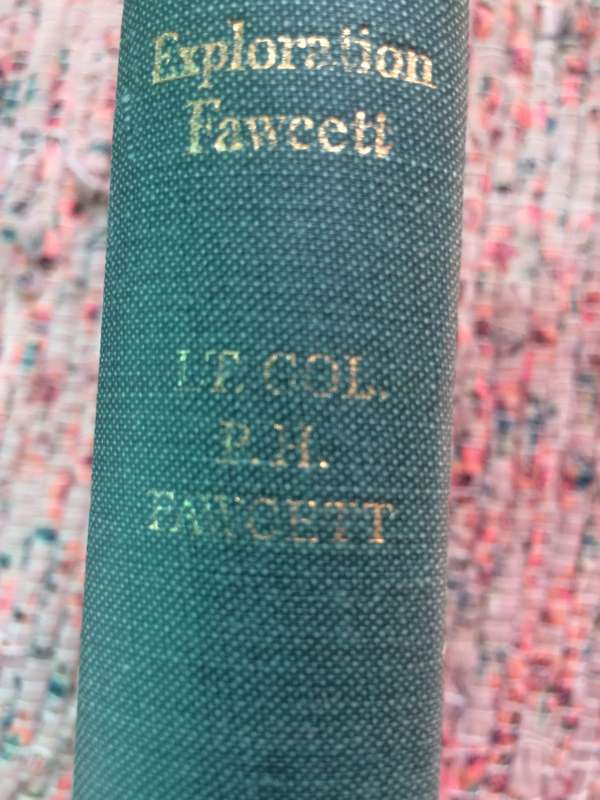 Exploration
Fawcett
LT. COL.
P.H.
FAWCETT